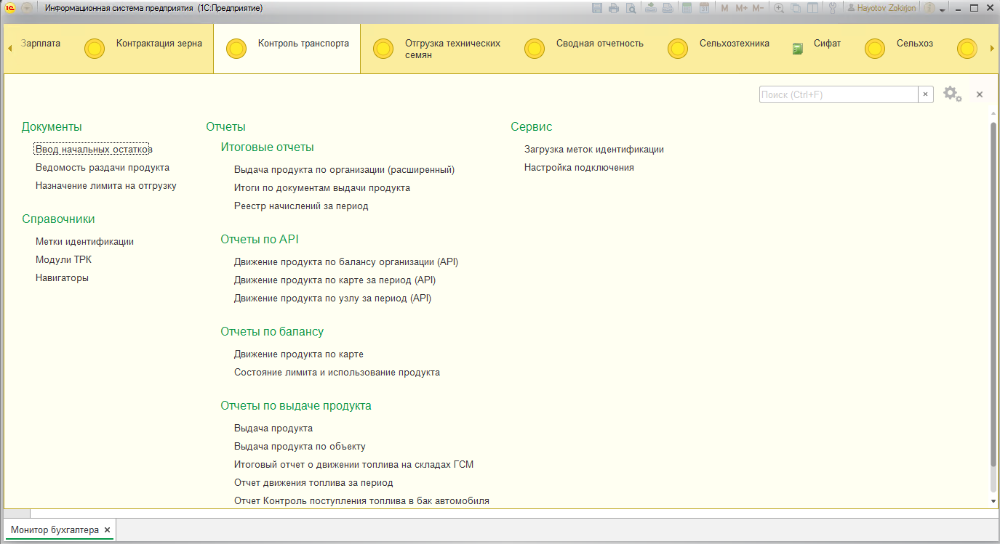 Информационная система предприятия (1С:Предприятие)
M M+ M- Hayotov Zokirjon
Зарплата
Контрактация зерна
Контроль транспорта
Отгрузка технических
семян
Сводная отчетность
Сельхозтехника
Сифат
Сельхоз
Поиск (Ctrl+F)
Документы
Ввод начальных остатков
Ведомость раздачи продукта
Назначение лимита на отгрузку
Справочники
Метки идентификации
Модули ТРК
Навигаторы
Отчеты
Итоговые отчеты
Выдача продукта по организации (расширенный)
Итоги по документам выдачи продукта
Реестр начислений за период
Отчеты по API
Движение продукта по балансу организации (API)
Движение продукта по карте за период (API)
Движение продукта по узлу за период (API)
Отчеты по балансу
Движение продукта по карте
Состояние лимита и использование продукта
Отчеты по выдаче продукта
Выдача продукта
Выдача продукта по объекту
Итоговый отчет о движении топлива на складах ГСМ
Отчет движения топлива за период
Отчет Контроль поступления топлива в бак автомобиля
Сервис
Загрузка меток идентификации
Настройка подключения
Монитор бухгалтера